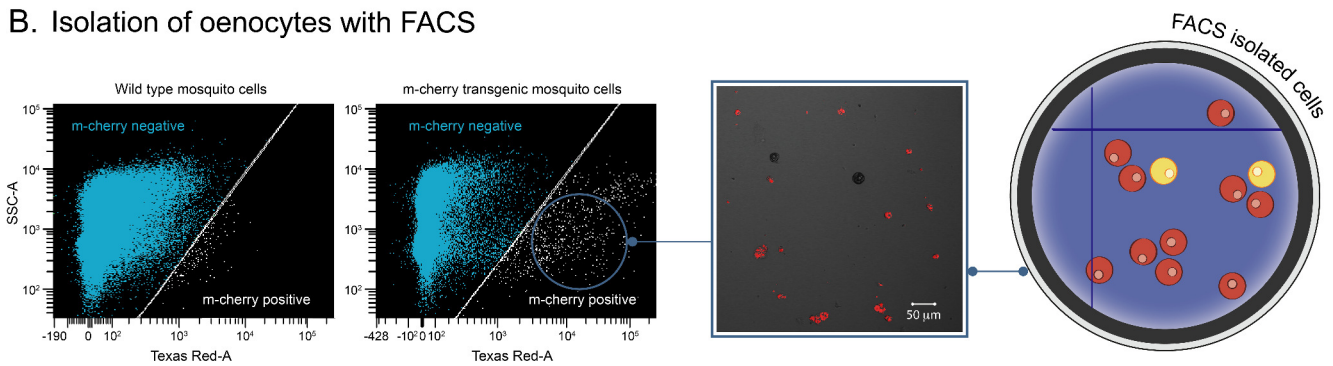 B. Isolation of oenocytes with FACS
Wild type mosquito cells
m-cherry negative
m-cherry positive
SSC-A
10⁵
10⁴
10³
10²
-190 0 10² 10³ 10⁴ 10⁵
Texas Red-A
m-cherry transgenic mosquito cells
m-cherry negative
m-cherry positive
10⁵
10⁴
10³
10²
-428 -10² 0 10² 10³ 10⁴ 10⁵
Texas Red-A
50 µm
FACS isolated cells